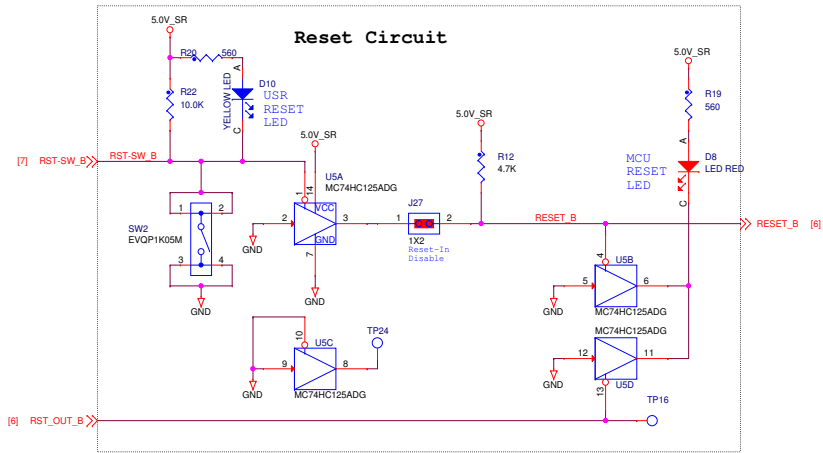 Reset Circuit
5.0V_SR
R20
560
R22
10.0K
YELLOW LED
A
D10
USR
RESET
LED
C
5.0V_SR
R19
560
A
D8
LED RED
MCU
RESET
LED
C
5.0V_SR
R12
4.7K
5.0V_SR
[7] RST-SW_B
RST-SW_B
U5A
MC74HC125ADG
1
14
VCC
2
3
GND
7
GND
GND
J27
1
2
1X2
Reset-In
Disable
RESET_B
RESET_B [6]
SW2
EVQP1K05M
1
2
3
4
GND
4
U5B
5
6
GND
MC74HC125ADG
MC74HC125ADG
12
11
GND
U5D
13
10
U5C
9
8
GND
MC74HC125ADG
TP24
[6] RST_OUT_B
TP16